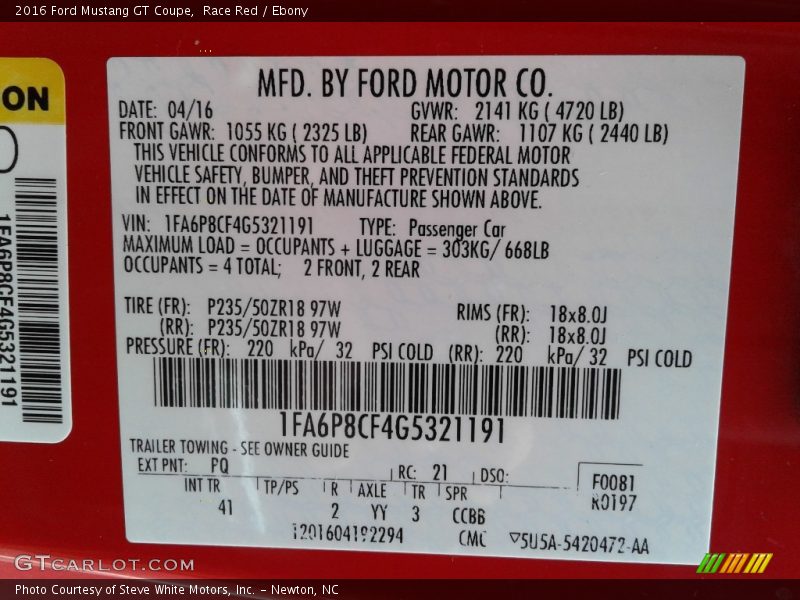 2016 Ford Mustang GT Coupe, Race Red / Ebony
ON
1FA6P8CF4G5321191
MFD. BY FORD MOTOR CO.
DATE: 04/16 GVWR: 2141 KG ( 4720 LB)
FRONT GAWR: 1055 KG ( 2325 LB) REAR GAWR: 1107 KG ( 2440 LB)
THIS VEHICLE CONFORMS TO ALL APPLICABLE FEDERAL MOTOR
VEHICLE SAFETY, BUMPER, AND THEFT PREVENTION STANDARDS
IN EFFECT ON THE DATE OF MANUFACTURE SHOWN ABOVE.
VIN: 1FA6P8CF4G5321191 TYPE: Passenger Car
MAXIMUM LOAD = OCCUPANTS + LUGGAGE = 303KG/ 668LB
OCCUPANTS = 4 TOTAL; 2 FRONT, 2 REAR
TIRE (FR): P235/50ZR18 97W RIMS (FR): 18x8.0J
(RR): P235/50ZR18 97W (RR): 18x8.0J
PRESSURE (FR): 220 kPa/ 32 PSI COLD (RR): 220 kPa/ 32 PSI COLD
1FA6P8CF4G5321191
TRAILER TOWING - SEE OWNER GUIDE
EXT PNT: PQ RC: 21 DSO: F0081
INT TR TP/PS R AXLE TR SPR R0197
41 2 YY 3 CCBB
1201604192294 CMC ▽5U5A-5420472-AA
GTCARLOT.COM
Photo Courtesy of Steve White Motors, Inc. – Newton, NC